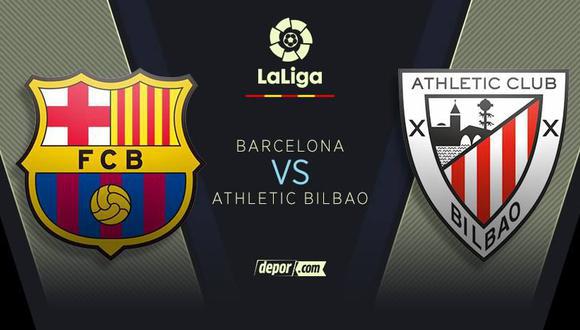 LaLiga
FCB
BARCELONA
VS
ATHLETIC BILBAO
ATHLETIC CLUB
X X
BILBAO
depor.com